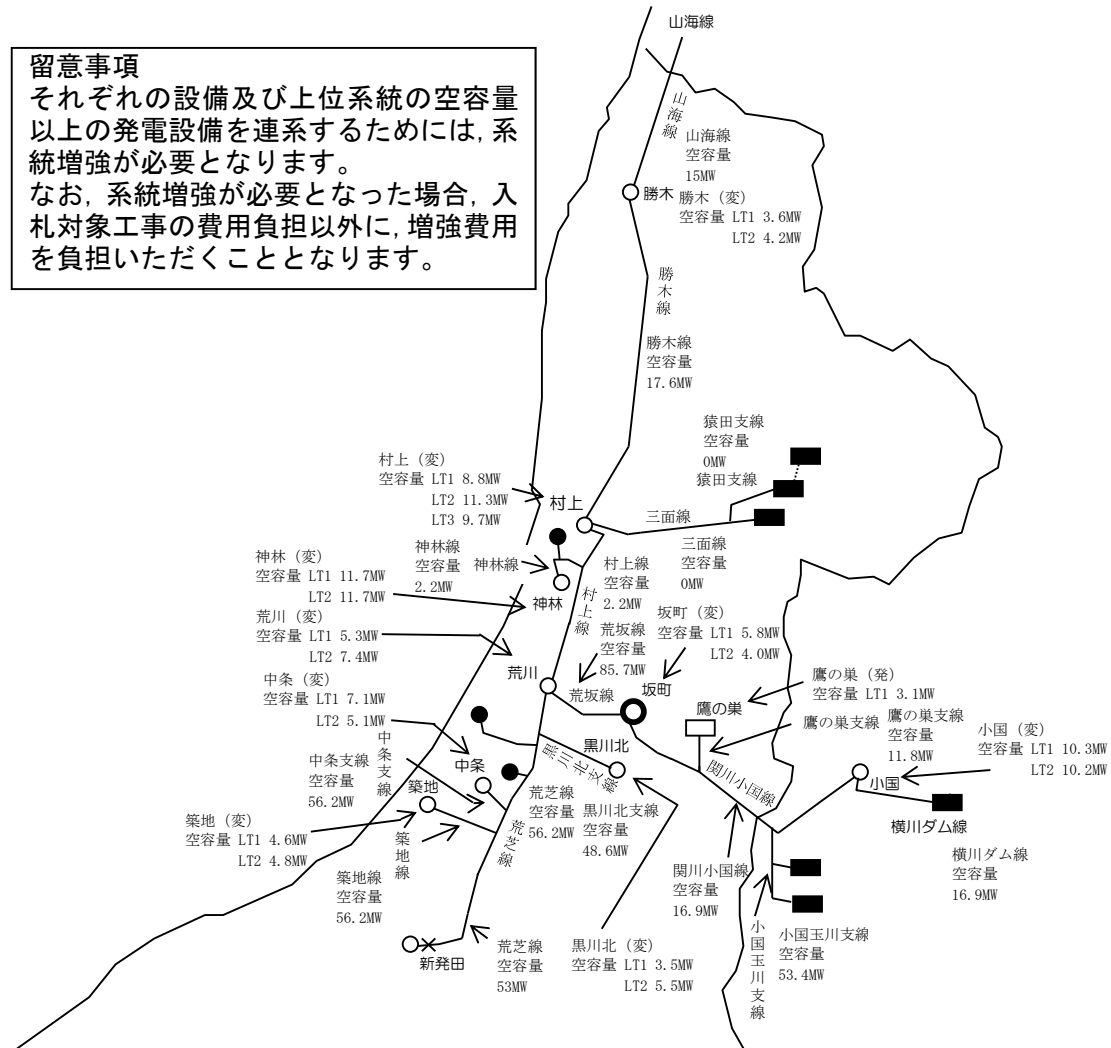 留意事項
それぞれの設備及び上位系統の空容量
以上の発電設備を連系するためには,系
統増強が必要となります。
なお,系統増強が必要となった場合,入
札対象工事の費用負担以外に,増強費用
を負担いただくこととなります。
山海線
山海線
山海線
空容量
15MW
勝木
勝木（変）
空容量 LT1 3.6MW
LT2 4.2MW
勝木線
勝木線
空容量
17.6MW
猿田支線
空容量
0MW
猿田支線
村上（変）
空容量 LT1 8.8MW
LT2 11.3MW
LT3 9.7MW
村上
三面線
三面線
空容量
0MW
神林（変）
空容量 LT1 11.7MW
LT2 11.7MW
神林線
空容量
2.2MW
神林線
神林
村上線
村上線
空容量
2.2MW
荒川（変）
空容量 LT1 5.3MW
LT2 7.4MW
荒坂線
空容量
85.7MW
坂町（変）
空容量 LT1 5.8MW
LT2 4.0MW
荒川
荒坂線
坂町
鷹の巣（発）
空容量 LT1 3.1MW
鷹の巣
鷹の巣支線
鷹の巣支線
空容量
11.8MW
小国（変）
空容量 LT1 10.3MW
LT2 10.2MW
中条（変）
空容量 LT1 7.1MW
LT2 5.1MW
中条支線
中条支線
空容量
56.2MW
中条
黒川北支線
黒川北
関川小国線
小国
横川ダム線
横川ダム線
空容量
16.9MW
築地
築地（変）
空容量 LT1 4.6MW
LT2 4.8MW
築地線
築地線
空容量
56.2MW
荒芝線
荒芝線
空容量
56.2MW
黒川北支線
空容量
48.6MW
関川小国線
空容量
16.9MW
小国玉川支線
小国玉川支線
空容量
53.4MW
新発田
荒芝線
空容量
53MW
黒川北（変）
空容量 LT1 3.5MW
LT2 5.5MW